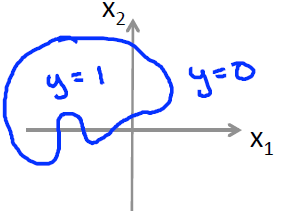 x₂
y = 1
y = 0
x₁